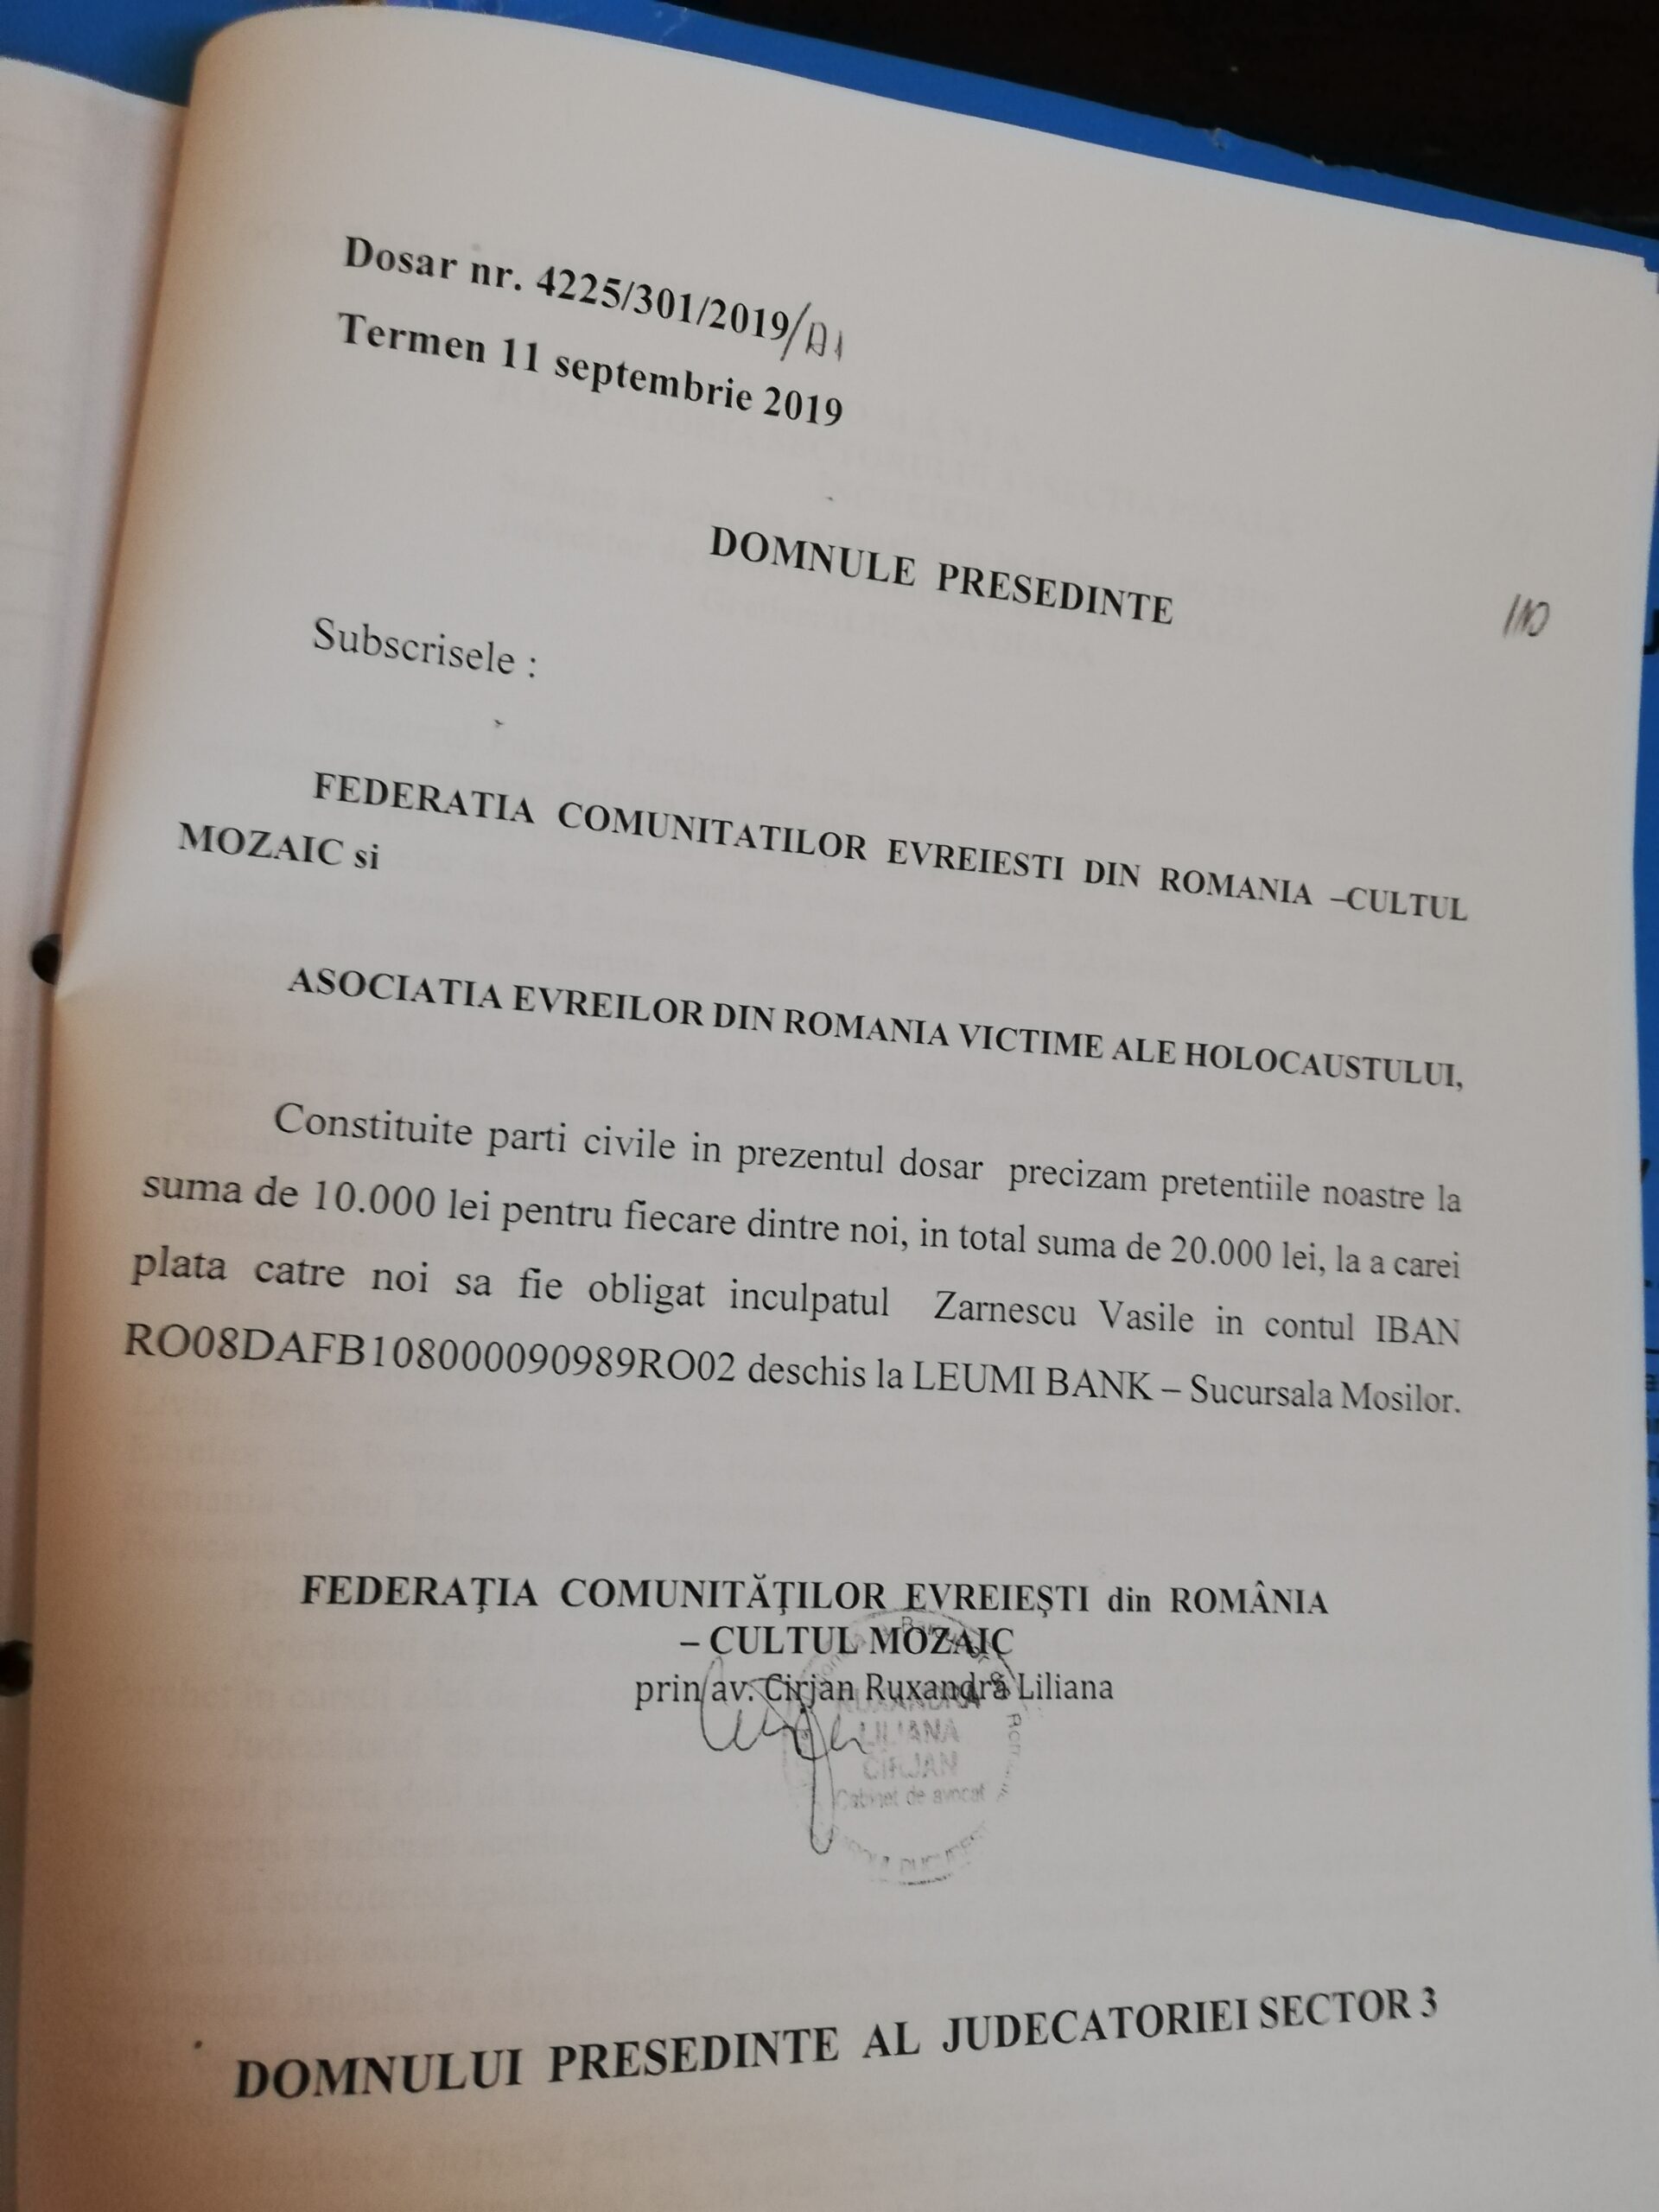 Dosar nr. 4225/301/2019/A1
Termen 11 septembrie 2019
DOMNULE PRESEDINTE
110
Subscrisele :
FEDERATIA COMUNITATILOR EVREIESTI DIN ROMANIA –CULTUL
MOZAIC si
ASOCIATIA EVREILOR DIN ROMANIA VICTIME ALE HOLOCAUSTULUI,
Constituite parti civile in prezentul dosar precizam pretentiile noastre la
suma de 10.000 lei pentru fiecare dintre noi, in total suma de 20.000 lei, la a carei
plata catre noi sa fie obligat inculpatul Zarnescu Vasile in contul IBAN
RO08DAFB108000090989RO02 deschis la LEUMI BANK – Sucursala Mosilor.
FEDERAŢIA COMUNITĂŢILOR EVREIEŞTI din ROMÂNIA
– CULTUL MOZAIC
prin av. Cirjan Ruxandra Liliana
RUXANDRA
LILIANA
CÎRJAN
Cabinet de avocat
DOMNULUI PRESEDINTE AL JUDECATORIEI SECTOR 3